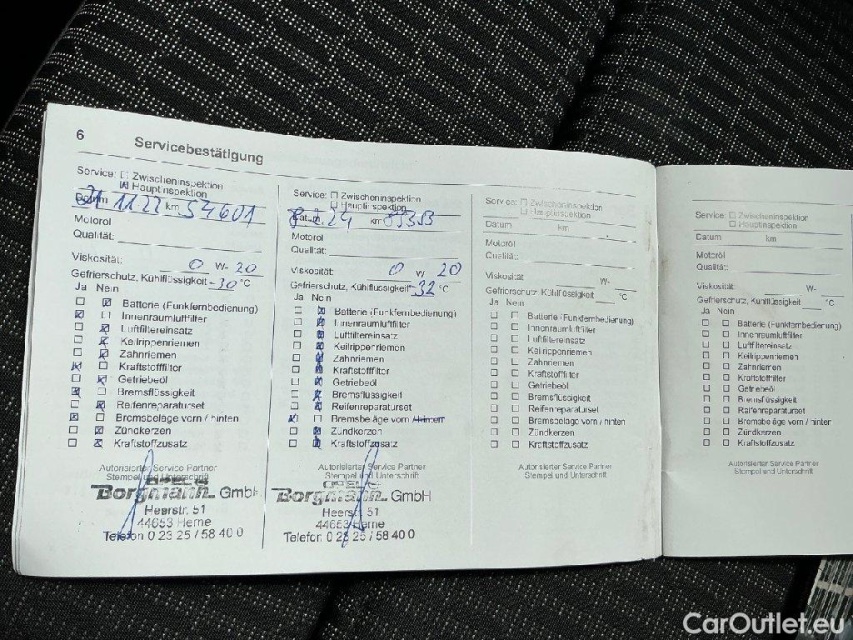 6
Servicebestätigung
Service: ☐ Zwischeninspektion
☒ Hauptinspektion
Datum 21 11 22 km 54601
Motoröl
Qualität:
Viskosität: 0 W- 20
Gefrierschutz, Kühlflüssigkeit -30 °C
Ja Nein
☐ ☒ Batterie (Funkfernbedienung)
☒ ☐ Innenraumluftfilter
☐ ☒ Luftfiltereinsatz
☐ ☒ Keilrippenriemen
☐ ☒ Zahnriemen
☒ ☐ Kraftstofffilter
☐ ☒ Getriebeöl
☒ ☐ Bremsflüssigkeit
☐ ☒ Reifenreparaturset
☒ ☐ Bremsbeläge vorn / hinten
☐ ☒ Zündkerzen
☐ ☒ Kraftstoffzusatz
Autorisierter Service Partner
Stempel und Unterschrift
Borgmann GmbH
Heerstr. 51
44653 Herne
Telefon 0 23 25 / 58 40 0
Service: ☐ Zwischeninspektion
☐ Hauptinspektion
Datum 24 km
Motoröl
Qualität:
Viskosität: 0 W 20
Gefrierschutz, Kühlflüssigkeit -32 °C
Ja Nein
☐ ☒ Batterie (Funkfernbedienung)
☐ ☒ Innenraumluftfilter
☐ ☒ Luftfiltereinsatz
☐ ☒ Keilrippenriemen
☐ ☒ Zahnriemen
☐ ☒ Kraftstofffilter
☐ ☒ Getriebeöl
☐ ☒ Bremsflüssigkeit
☐ ☒ Reifenreparaturset
☒ ☐ Bremsbeläge vorn / hinten
☐ ☒ Zündkerzen
☐ ☒ Kraftstoffzusatz
Autorisierter Service Partner
Stempel und Unterschrift
Borgmann GmbH
Heerstr. 51
44653 Herne
Telefon 0 23 25 / 58 40 0
Service: ☐ Zwischeninspektion
☐ Hauptinspektion
Datum km
Motoröl
Qualität:
Viskosität: W-
Gefrierschutz, Kühlflüssigkeit °C
Ja Nein
☐ ☐ Batterie (Funkfernbedienung)
☐ ☐ Innenraumluftfilter
☐ ☐ Luftfiltereinsatz
☐ ☐ Keilrippenriemen
☐ ☐ Zahnriemen
☐ ☐ Kraftstofffilter
☐ ☐ Getriebeöl
☐ ☐ Bremsflüssigkeit
☐ ☐ Reifenreparaturset
☐ ☐ Bremsbeläge vorn / hinten
☐ ☐ Zündkerzen
☐ ☐ Kraftstoffzusatz
Autorisierter Service Partner
Stempel und Unterschrift
Service: ☐ Zwischeninspektion
☐ Hauptinspektion
Datum km
Motoröl
Qualität:
Viskosität: W-
Gefrierschutz, Kühlflüssigkeit °C
Ja Nein
☐ ☐ Batterie (Funkfernbedienung)
☐ ☐ Innenraumluftfilter
☐ ☐ Luftfiltereinsatz
☐ ☐ Keilrippenriemen
☐ ☐ Zahnriemen
☐ ☐ Kraftstofffilter
☐ ☐ Getriebeöl
☐ ☐ Bremsflüssigkeit
☐ ☐ Reifenreparaturset
☐ ☐ Bremsbeläge vorn / hinten
☐ ☐ Zündkerzen
☐ ☐ Kraftstoffzusatz
Autorisierter Service Partner
Stempel und Unterschrift
CarOutlet.eu